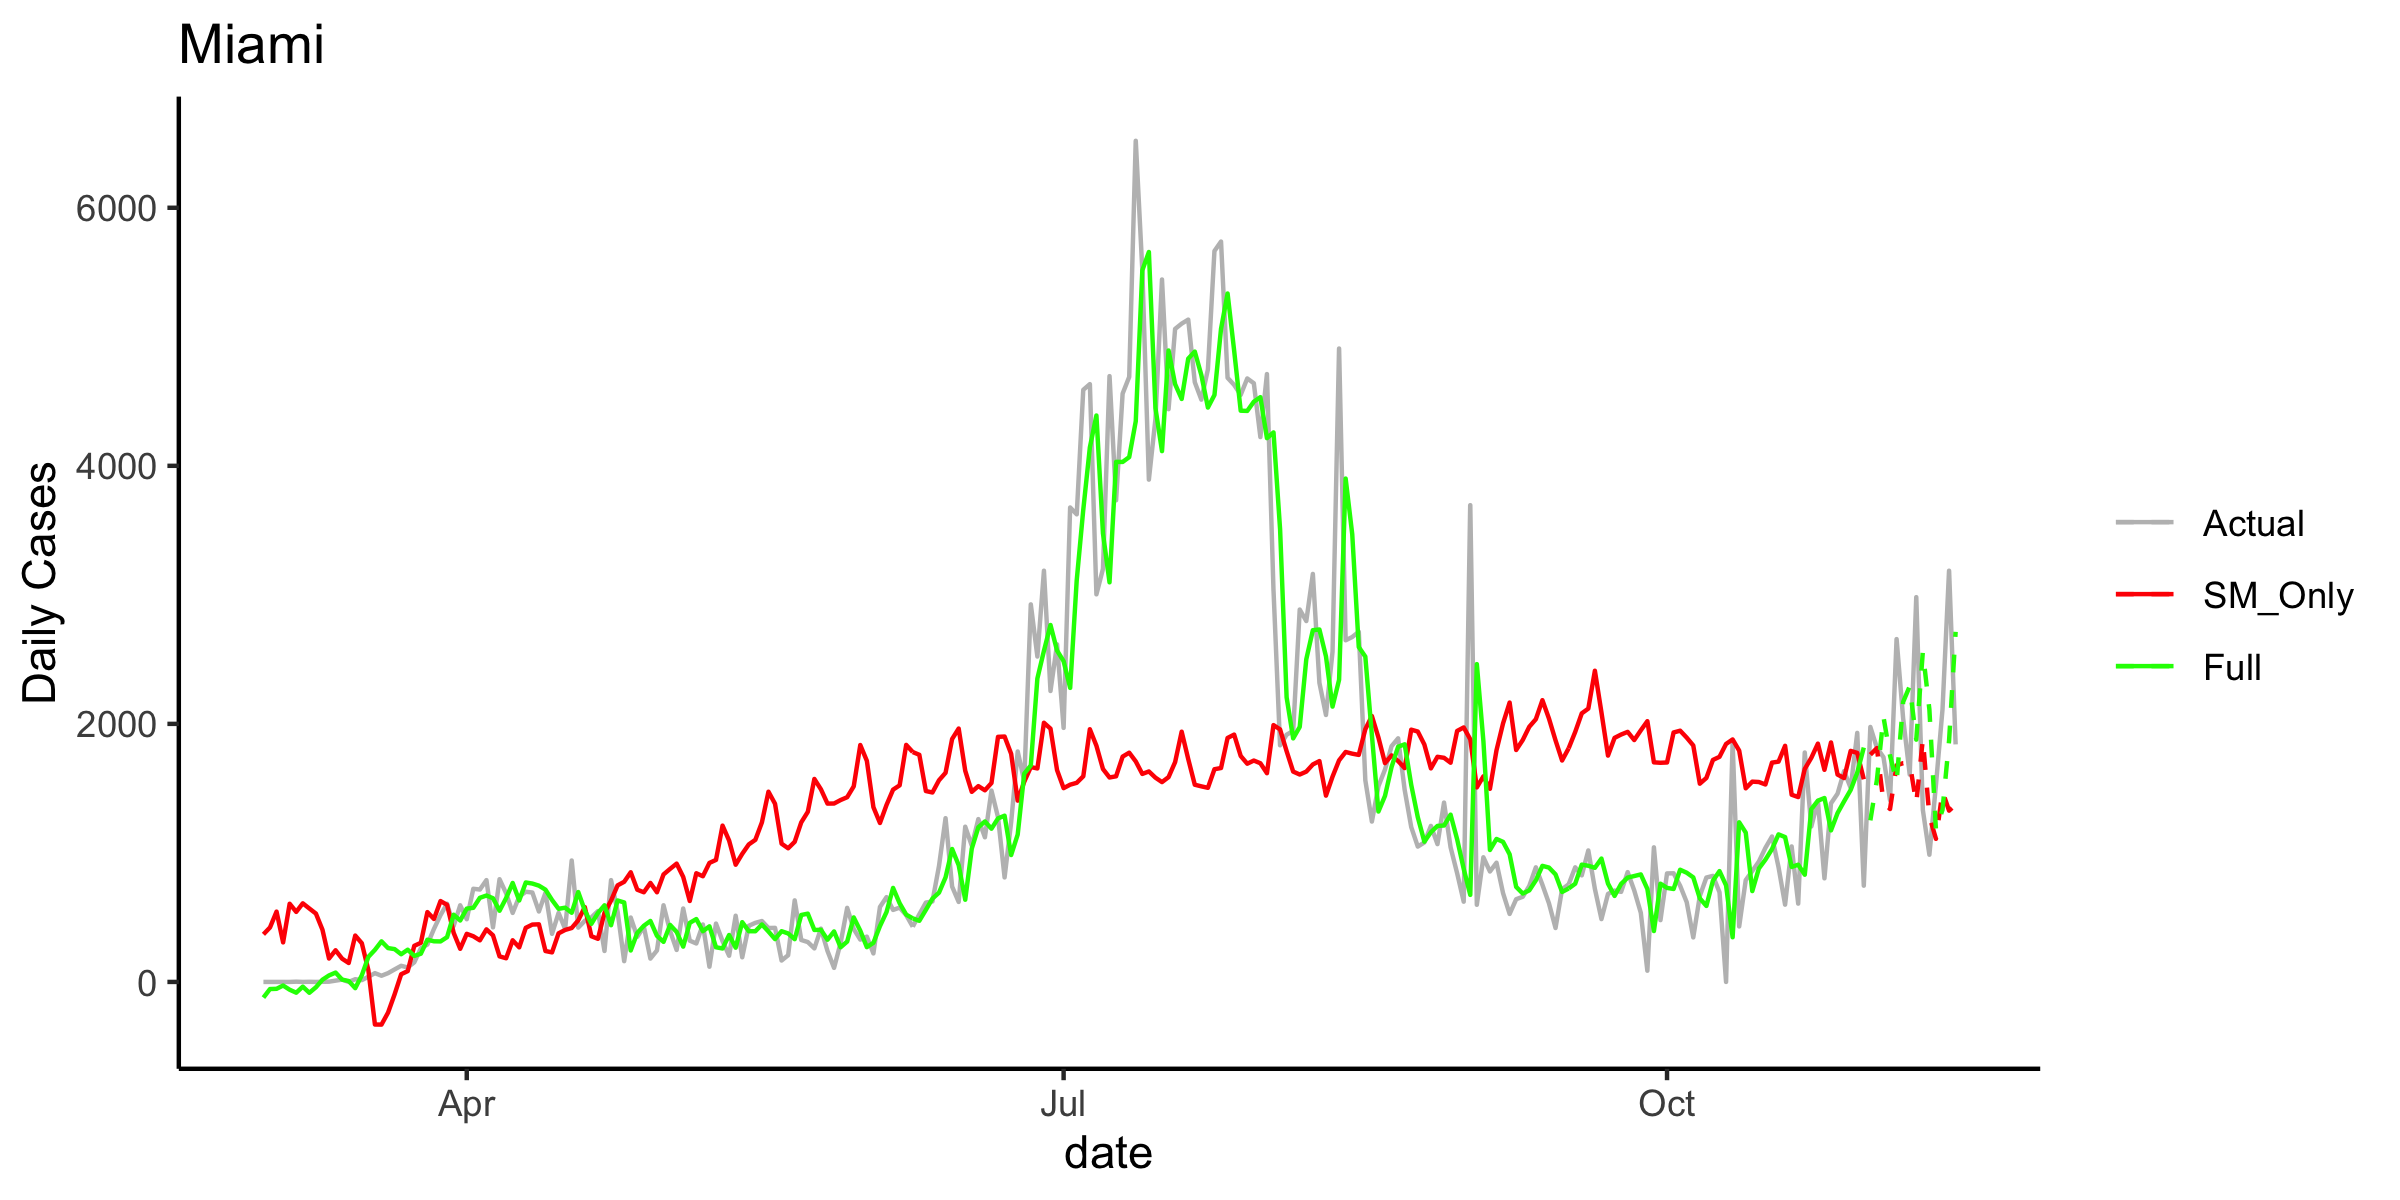 Miami
Daily Cases
6000
4000
2000
0
Apr
Jul
Oct
date
Actual
SM_Only
Full